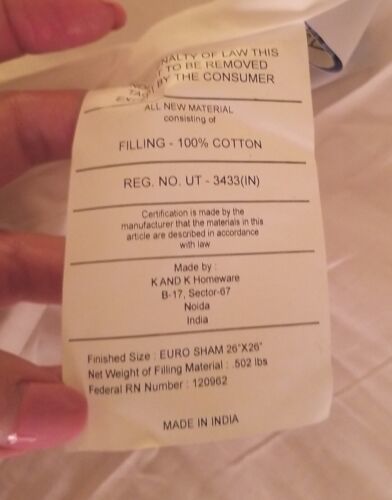 NALTY OF LAW THIS
T TO BE REMOVED
BY THE CONSUMER
ALL NEW MATERIAL
consisting of
FILLING - 100% COTTON
REG. NO. UT - 3433(IN)
Certification is made by the
manufacturer that the materials in this
article are described in accordance
with law
Made by :
K AND K Homeware
B-17, Sector-67
Noida
India
Finished Size : EURO SHAM 26"X26"
Net Weight of Filling Material : .502 lbs
Federal RN Number : 120962
MADE IN INDIA